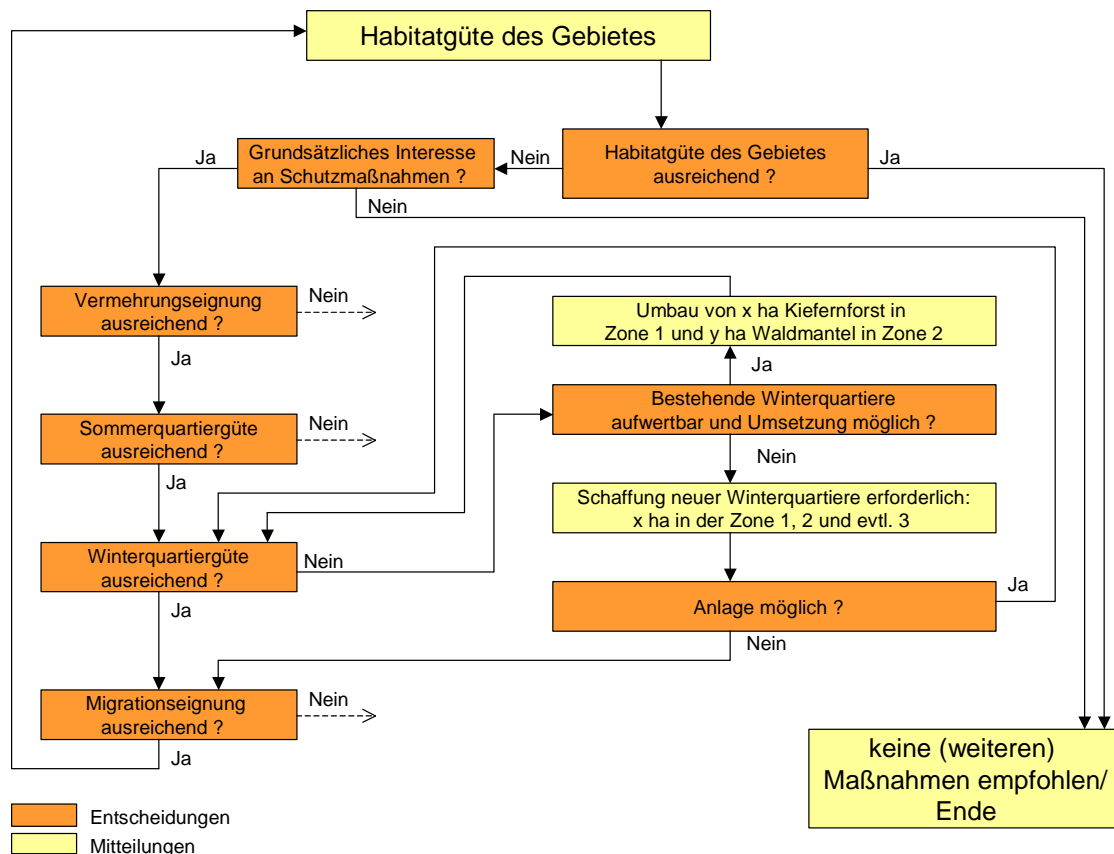 Habitatgüte des Gebietes
Ja
Grundsätzliches Interesse
an Schutzmaßnahmen ?
Nein
Habitatgüte des Gebietes
ausreichend ?
Ja
Nein
Vermehrungseignung
ausreichend ?
Nein
Ja
Umbau von x ha Kiefernforst in
Zone 1 und y ha Waldmantel in Zone 2
Ja
Sommerquartiergüte
ausreichend ?
Nein
Ja
Bestehende Winterquartiere
aufwertbar und Umsetzung möglich ?
Nein
Schaffung neuer Winterquartiere erforderlich:
x ha in der Zone 1, 2 und evtl. 3
Winterquartiergüte
ausreichend ?
Nein
Ja
Anlage möglich ?
Ja
Nein
Migrationseignung
ausreichend ?
Nein
Ja
keine (weiteren)
Maßnahmen empfohlen/
Ende
Entscheidungen
Mitteilungen